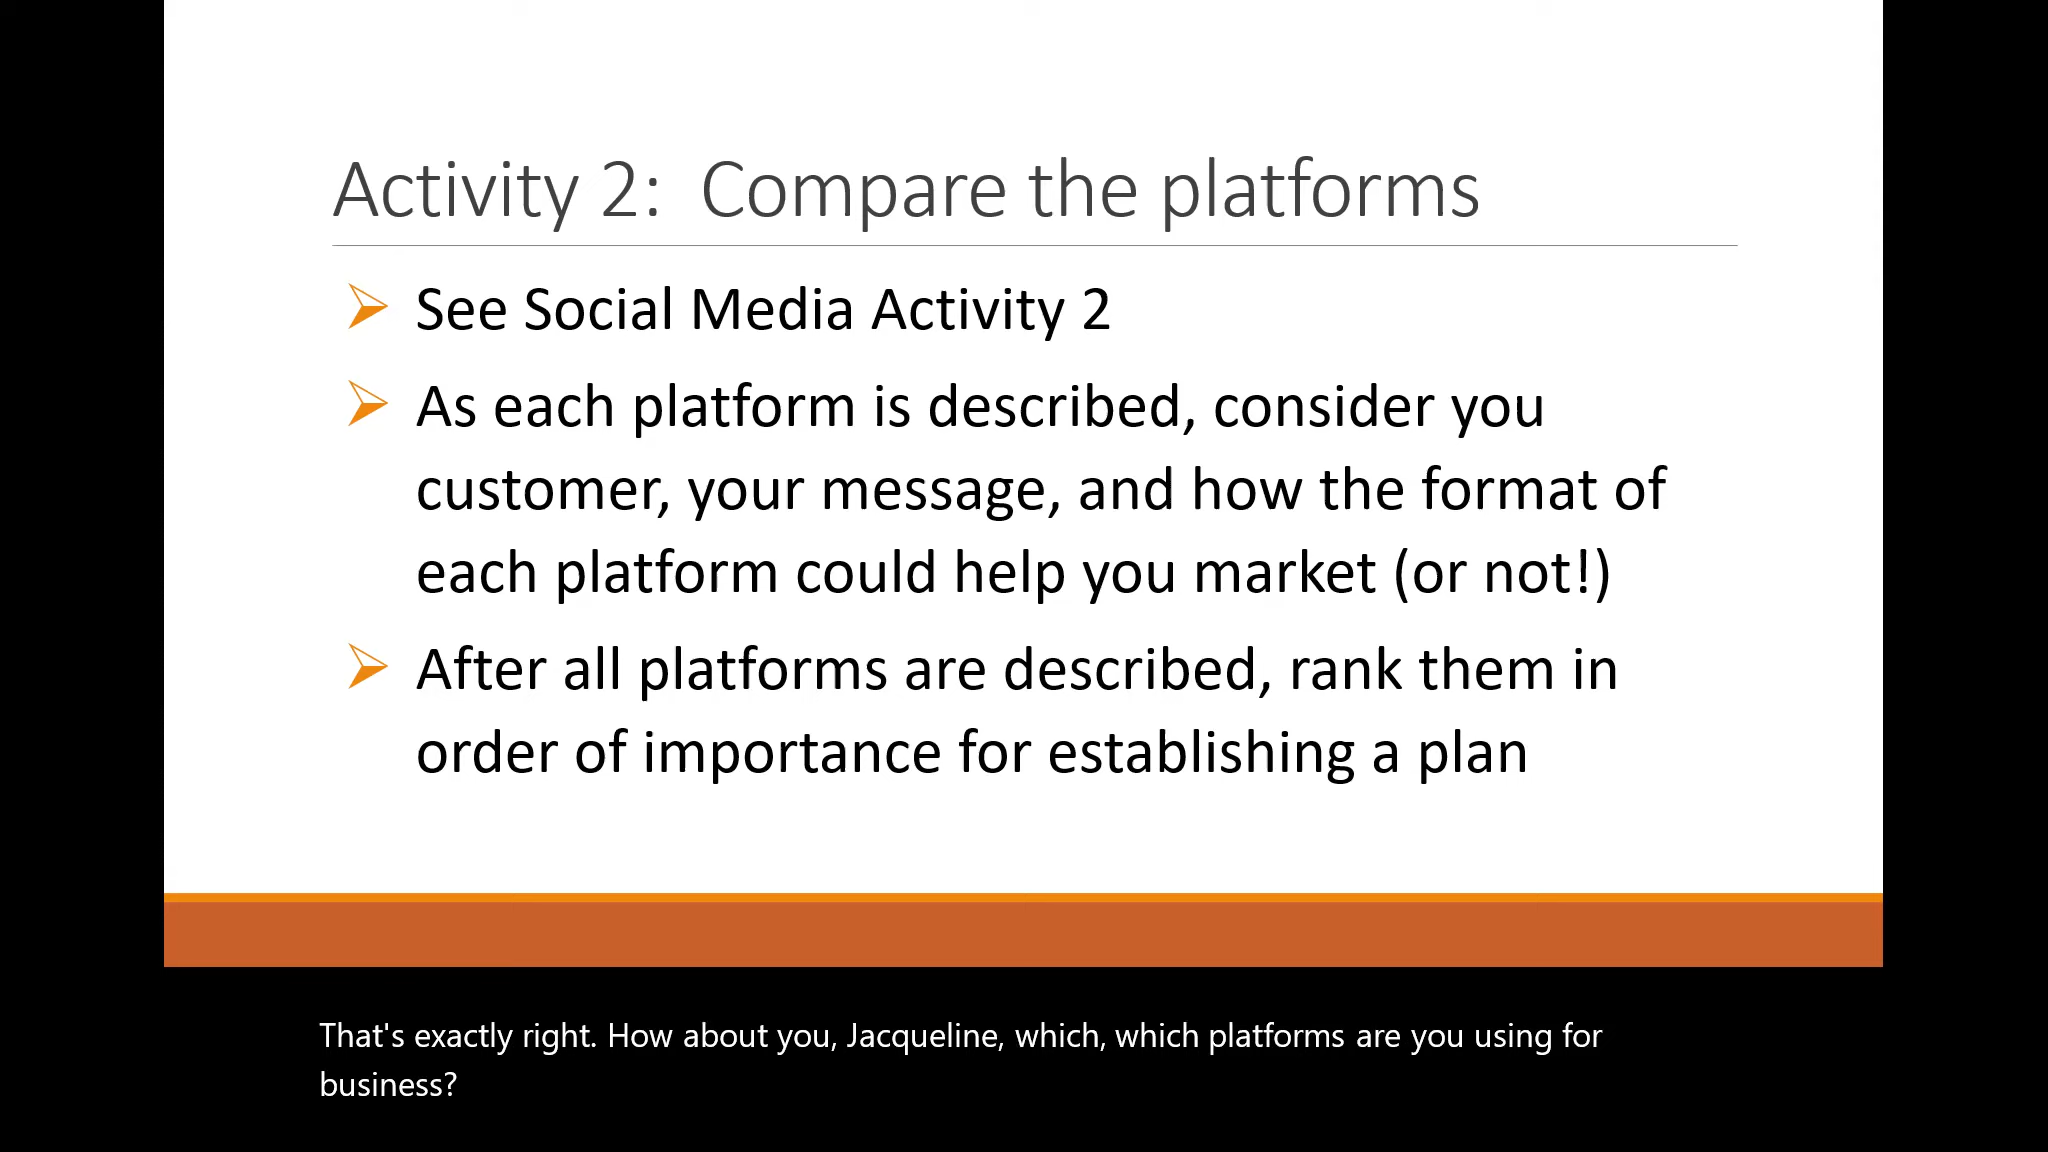 Activity 2: Compare the platforms
See Social Media Activity 2
As each platform is described, consider you
customer, your message, and how the format of
each platform could help you market (or not!)
After all platforms are described, rank them in
order of importance for establishing a plan
That's exactly right. How about you, Jacqueline, which, which platforms are you using for
business?